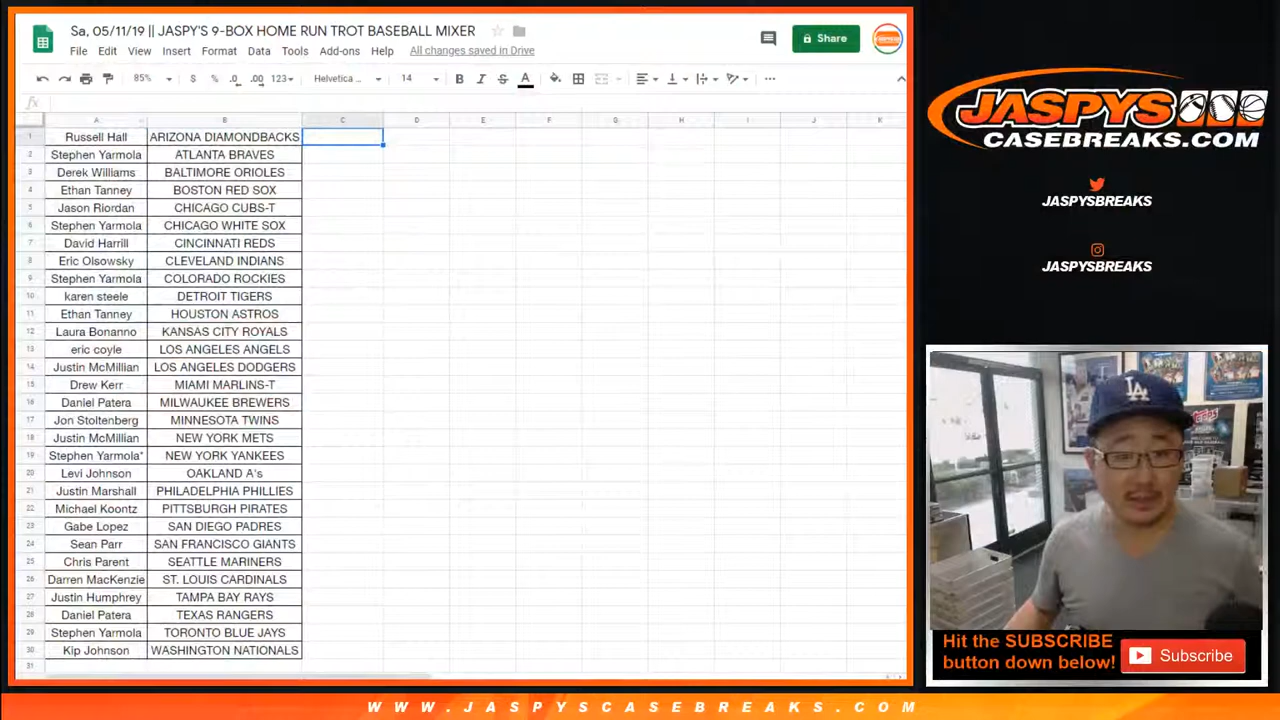 Sa, 05/11/19 || JASPY'S 9-BOX HOME RUN TROT BASEBALL MIXER
File Edit View Insert Format Data Tools Add-ons Help All changes saved in Drive
Share
85% $ % .0 .00 123 Helvetica... 14 B I S A
fx
A B C D E F G H I J K
1 Russell Hall ARIZONA DIAMONDBACKS
2 Stephen Yarmola ATLANTA BRAVES
3 Derek Williams BALTIMORE ORIOLES
4 Ethan Tanney BOSTON RED SOX
5 Jason Riordan CHICAGO CUBS-T
6 Stephen Yarmola CHICAGO WHITE SOX
7 David Harrill CINCINNATI REDS
8 Eric Olsowsky CLEVELAND INDIANS
9 Stephen Yarmola COLORADO ROCKIES
10 karen steele DETROIT TIGERS
11 Ethan Tanney HOUSTON ASTROS
12 Laura Bonanno KANSAS CITY ROYALS
13 eric coyle LOS ANGELES ANGELS
14 Justin McMillian LOS ANGELES DODGERS
15 Drew Kerr MIAMI MARLINS-T
16 Daniel Patera MILWAUKEE BREWERS
17 Jon Stoltenberg MINNESOTA TWINS
18 Justin McMillian NEW YORK METS
19 Stephen Yarmola* NEW YORK YANKEES
20 Levi Johnson OAKLAND A's
21 Justin Marshall PHILADELPHIA PHILLIES
22 Michael Koontz PITTSBURGH PIRATES
23 Gabe Lopez SAN DIEGO PADRES
24 Sean Parr SAN FRANCISCO GIANTS
25 Chris Parent SEATTLE MARINERS
26 Darren MacKenzie ST. LOUIS CARDINALS
27 Justin Humphrey TAMPA BAY RAYS
28 Daniel Patera TEXAS RANGERS
29 Stephen Yarmola TORONTO BLUE JAYS
30 Kip Johnson WASHINGTON NATIONALS
31
JASPYS
CASEBREAKS.COM
JASPYSBREAKS
JASPYSBREAKS
LA
topps
Hit the SUBSCRIBE
button down below!
Subscribe
WWW.JASPYSCASEBREAKS.COM